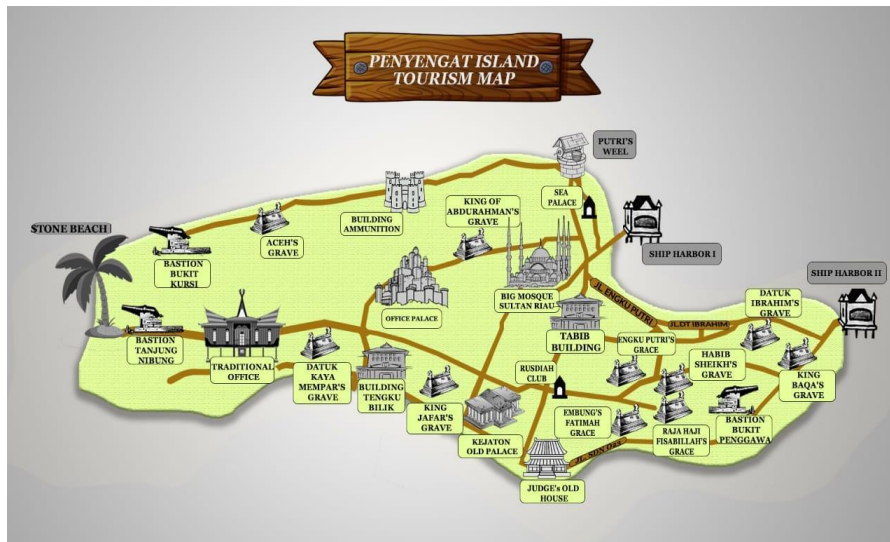 PENYENGAT ISLAND
TOURISM MAP
PUTRI'S
WEEL
SEA
PALACE
KING OF
ABDURAHMAN'S
GRAVE
BUILDING
AMMUNITION
ACEH'S
GRAVE
STONE BEACH
BASTION
BUKIT
KURSI
SHIP HARBOR I
SHIP HARBOR II
BIG MOSQUE
SULTAN RIAU
JL ENGKU PUTRI
JL.DT IBRAHIM
DATUK
IBRAHIM'S
GRAVE
OFFICE PALACE
TABIB
BUILDING
ENGKU PUTRI'S
GRACE
BASTION
TANJUNG
NIBUNG
TRADITIONAL
OFFICE
DATUK
KAYA
MEMPAR'S
GRAVE
BUILDING
TENGKU
BILIK
RUSDIAH
CLUB
HABIB
SHEIKH'S
GRAVE
KING
BAQA'S
GRAVE
KING
JAFAR'S
GRAVE
KEJATON
OLD PALACE
EMBUNG'S
FATIMAH
GRACE
RAJA HAJI
FISABILLAH'S
GRACE
BASTION
BUKIT
PENGGAWA
JL. SDN 025
JUDGE's OLD
HOUSE